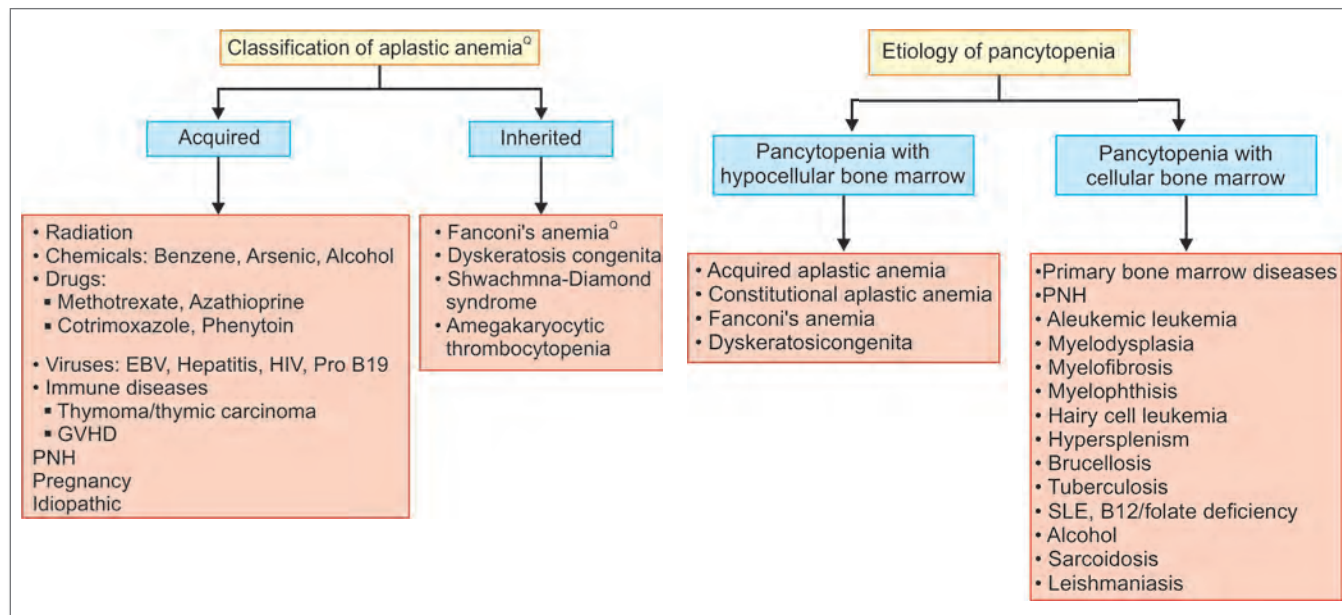 Classification of aplastic anemiaQ
Acquired
Inherited
• Radiation
• Chemicals: Benzene, Arsenic, Alcohol
• Drugs:
▪ Methotrexate, Azathioprine
▪ Cotrimoxazole, Phenytoin
• Viruses: EBV, Hepatitis, HIV, Pro B19
• Immune diseases
▪ Thymoma/thymic carcinoma
▪ GVHD
PNH
Pregnancy
Idiopathic
• Fanconi's anemiaQ
• Dyskeratosis congenita
• Shwachmna-Diamond
syndrome
• Amegakaryocytic
thrombocytopenia
Etiology of pancytopenia
Pancytopenia with
hypocellular bone marrow
Pancytopenia with
cellular bone marrow
• Acquired aplastic anemia
• Constitutional aplastic anemia
• Fanconi's anemia
• Dyskeratosicongenita
•Primary bone marrow diseases
•PNH
• Aleukemic leukemia
• Myelodysplasia
• Myelofibrosis
• Myelophthisis
• Hairy cell leukemia
• Hypersplenism
• Brucellosis
• Tuberculosis
• SLE, B12/folate deficiency
• Alcohol
• Sarcoidosis
• Leishmaniasis